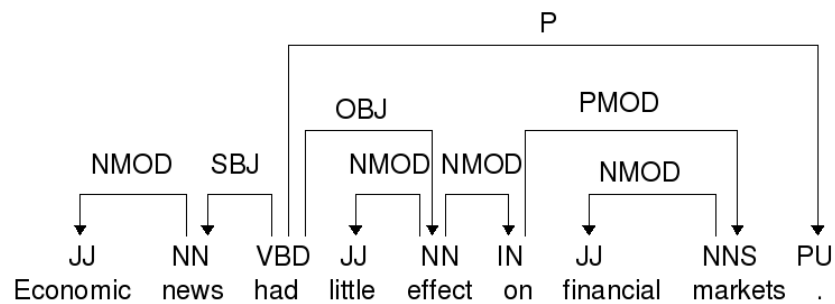 P
OBJ PMOD
NMOD SBJ NMOD NMOD NMOD
JJ NN VBD JJ NN IN JJ NNS PU
Economic news had little effect on financial markets .